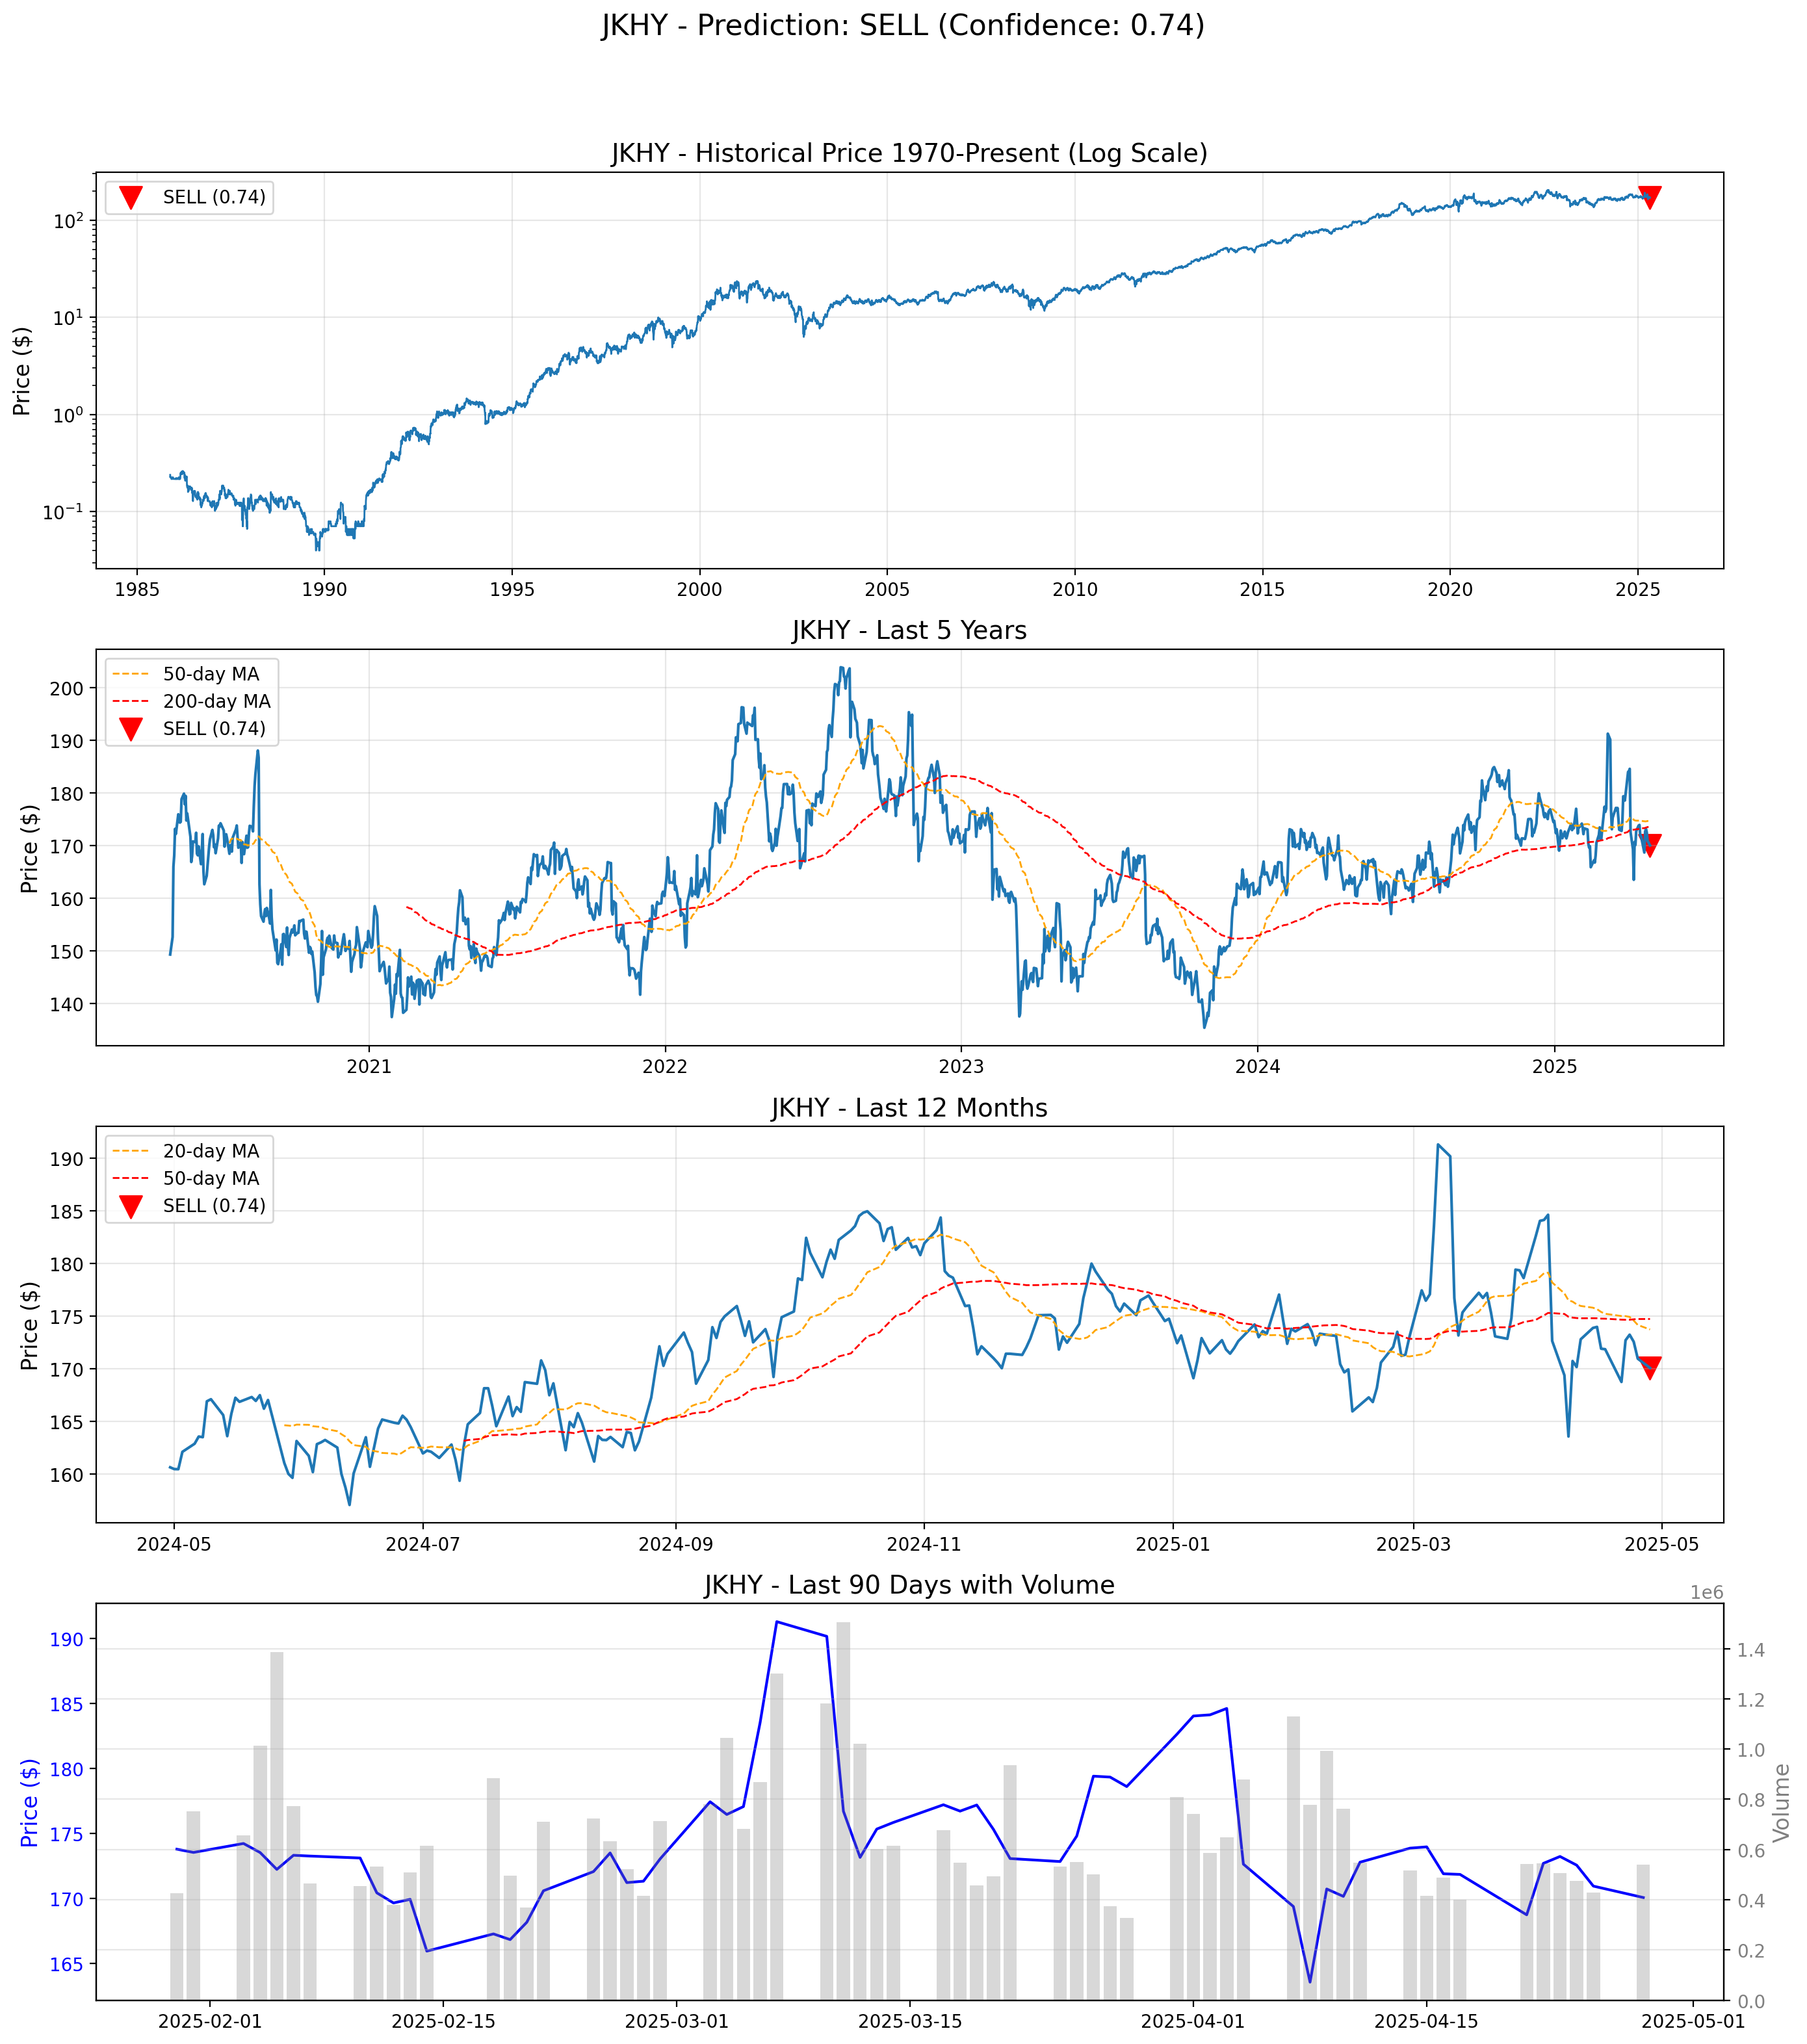 JKHY - Prediction: SELL (Confidence: 0.74)
JKHY - Historical Price 1970-Present (Log Scale)
SELL (0.74)
Price ($)
10²
10¹
10⁰
10⁻¹
1985 1990 1995 2000 2005 2010 2015 2020 2025
JKHY - Last 5 Years
50-day MA
200-day MA
SELL (0.74)
Price ($)
200
190
180
170
160
150
140
2021 2022 2023 2024 2025
JKHY - Last 12 Months
20-day MA
50-day MA
SELL (0.74)
Price ($)
190
185
180
175
170
165
160
2024-05 2024-07 2024-09 2024-11 2025-01 2025-03 2025-05
JKHY - Last 90 Days with Volume
1e6
Price ($)
190
185
180
175
170
165
1.4
1.2
1.0
0.8
0.6
0.4
0.2
0.0
Volume
2025-02-01 2025-02-15 2025-03-01 2025-03-15 2025-04-01 2025-04-15 2025-05-01